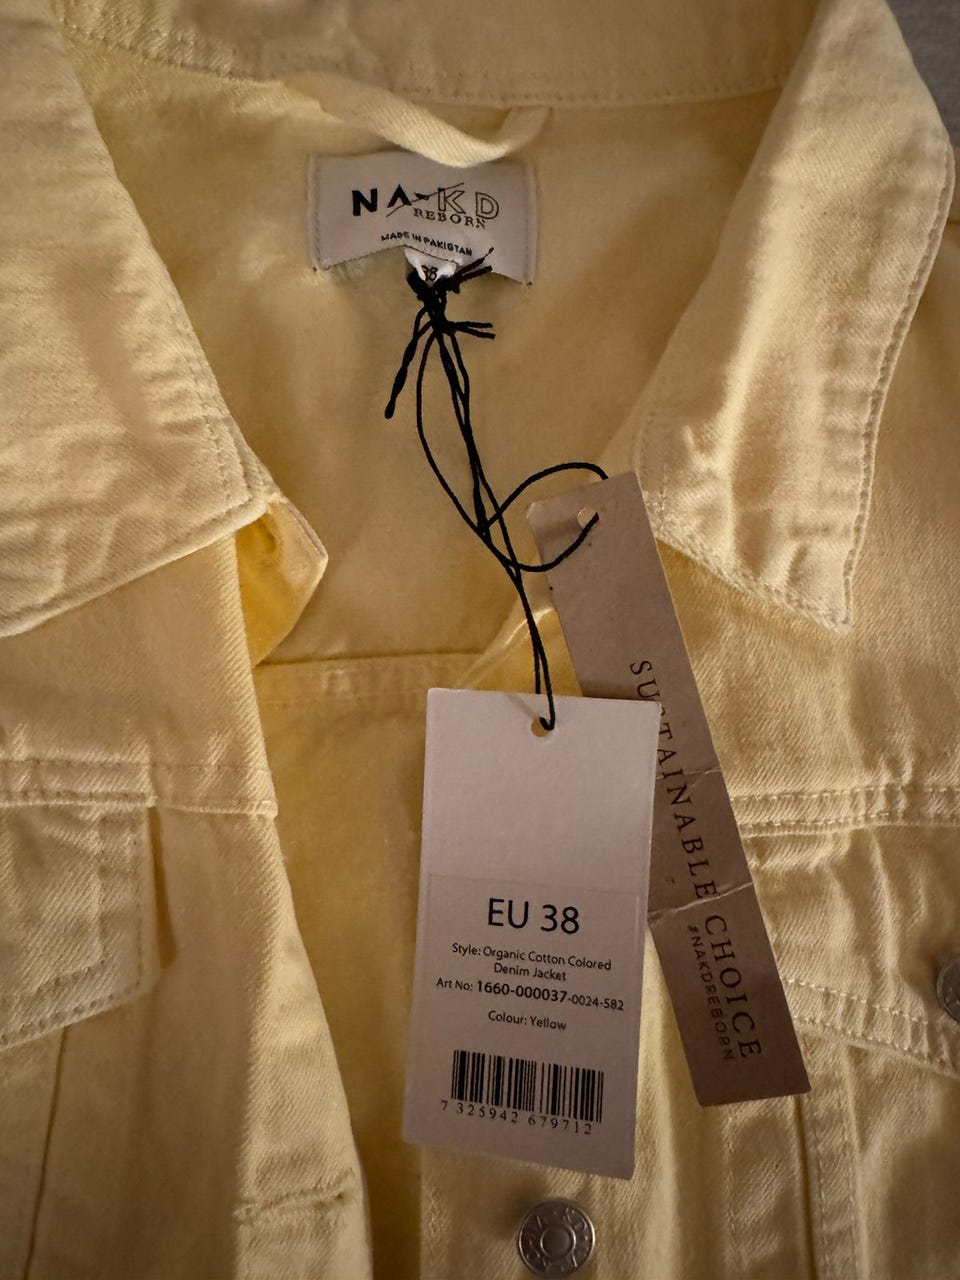 NA-KD
REBORN
MADE IN PAKISTAN
38
SUSTAINABLE CHOICE
#NAKDREBORN
EU 38
Style: Organic Cotton Colored
Denim Jacket
Art No: 1660-000037-0024-582
Colour: Yellow
7 325942 679712